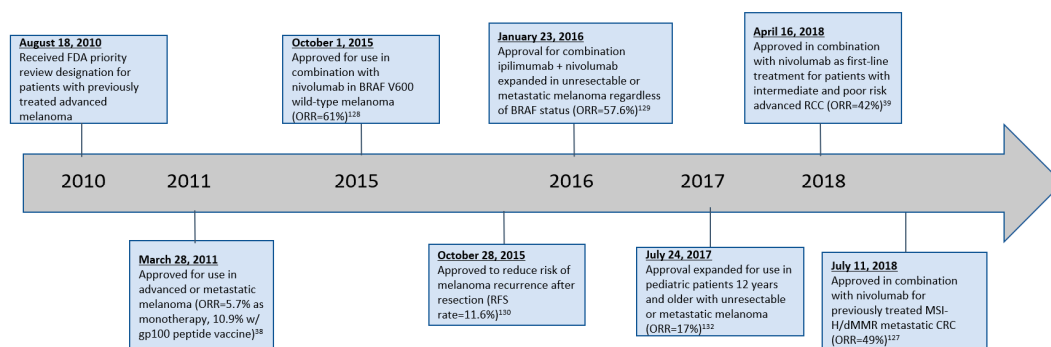 August 18, 2010
Received FDA priority
review designation for
patients with previously
treated advanced
melanoma
October 1, 2015
Approved for use in
combination with
nivolumab in BRAF V600
wild-type melanoma
(ORR=61%)128
January 23, 2016
Approval for combination
ipilimumab + nivolumab
expanded in unresectable or
metastatic melanoma regardless
of BRAF status (ORR=57.6%)129
April 16, 2018
Approved in combination
with nivolumab as first-line
treatment for patients with
intermediate and poor risk
advanced RCC (ORR=42%)39
2010 2011 2015 2016 2017 2018
March 28, 2011
Approved for use in
advanced or metastatic
melanoma (ORR=5.7% as
monotherapy, 10.9% w/
gp100 peptide vaccine)38
October 28, 2015
Approved to reduce risk of
melanoma recurrence after
resection (RFS
rate=11.6%)130
July 24, 2017
Approval expanded for use in
pediatric patients 12 years
and older with unresectable
or metastatic melanoma
(ORR=17%)132
July 11, 2018
Approved in combination
with nivolumab for
previously treated MSI-
H/dMMR metastatic CRC
(ORR=49%)127